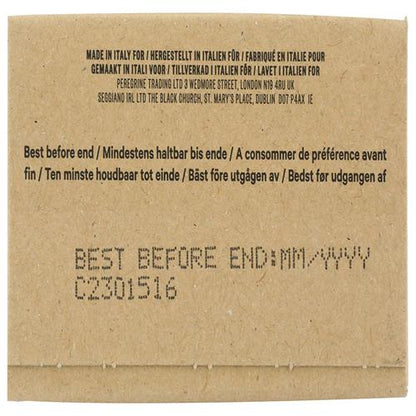 MADE IN ITALY FOR / HERGESTELLT IN ITALIEN FÜR / FABRIQUÉ EN ITALIE POUR
GEMAAKT IN ITALI VOOR / TILLVERKAD I ITALIEN FÖR / LAVET I ITALIEN FOR
PEREGRINE TRADING LTD 3 WEDMORE STREET, LONDON N19 4RU UK
SEGGIANO IRL LTD THE BLACK CHURCH, ST. MARY'S PLACE, DUBLIN D07 P4AX IE
Best before end / Mindestens haltbar bis ende / A consommer de préférence avant
fin / Ten minste houdbaar tot einde / Bäst före utgågen av / Bedst før udgangen af
BEST BEFORE END:MM/YYYY
C2301516